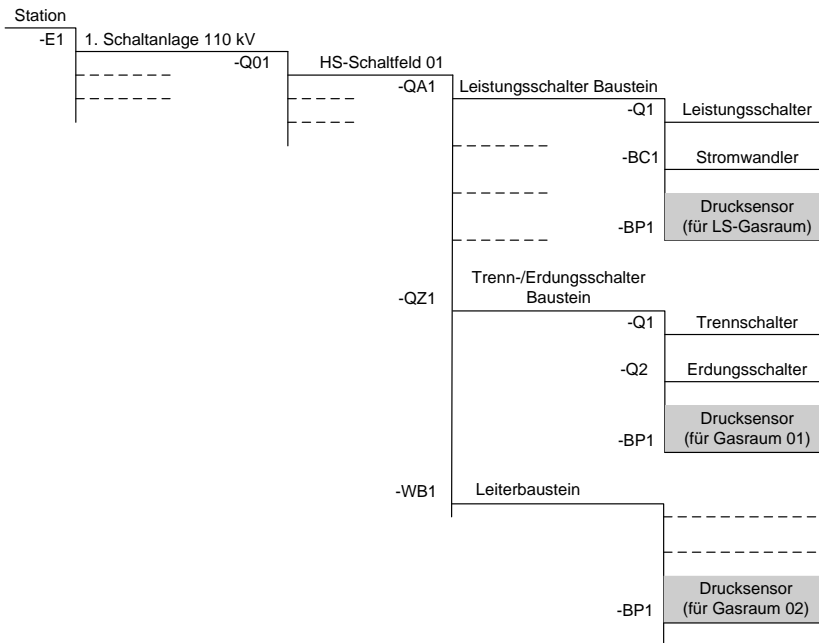 Station
-E1
1. Schaltanlage 110 kV
-Q01
HS-Schaltfeld 01
-QA1
Leistungsschalter Baustein
-Q1
Leistungsschalter
-BC1
Stromwandler
Drucksensor
(für LS-Gasraum)
-BP1
-QZ1
Trenn-/Erdungsschalter
Baustein
-Q1
Trennschalter
-Q2
Erdungsschalter
Drucksensor
(für Gasraum 01)
-BP1
-WB1
Leiterbaustein
Drucksensor
(für Gasraum 02)
-BP1